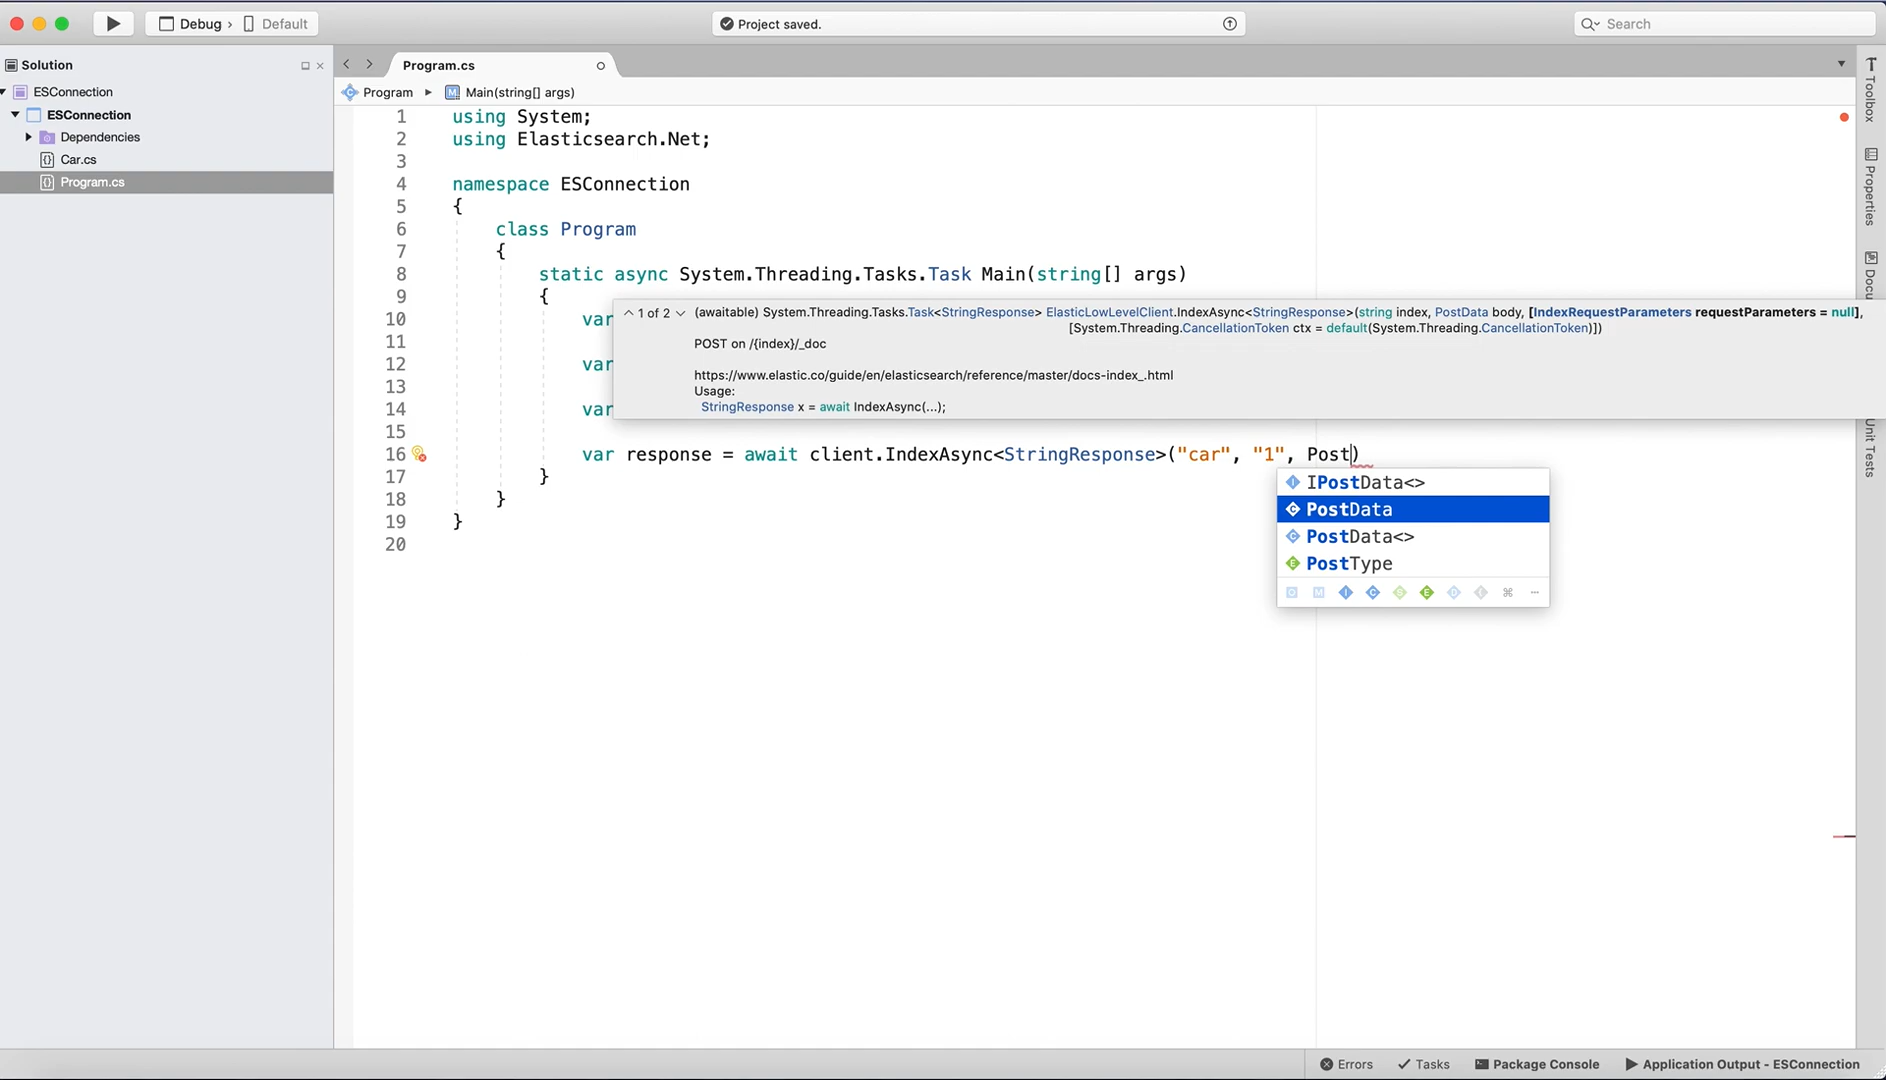 Debug › Default
Project saved.
Search
Solution
ESConnection
ESConnection
Dependencies
Car.cs
Program.cs
Program.cs
Program ▸ Main(string[] args)
1 using System;
2 using Elasticsearch.Net;
3
4 namespace ESConnection
5 {
6 class Program
7 {
8 static async System.Threading.Tasks.Task Main(string[] args)
9 {
10 var
11
12 var
13
14 var
15
16 var response = await client.IndexAsync<StringResponse>("car", "1", Post)
17 }
18 }
19 }
20
1 of 2 (awaitable) System.Threading.Tasks.Task<StringResponse> ElasticLowLevelClient.IndexAsync<StringResponse>(string index, PostData body, [IndexRequestParameters requestParameters = null],
[System.Threading.CancellationToken ctx = default(System.Threading.CancellationToken)])
POST on /{index}/_doc
https://www.elastic.co/guide/en/elasticsearch/reference/master/docs-index_.html
Usage:
StringResponse x = await IndexAsync(...);
IPostData<>
PostData
PostData<>
PostType
Toolbox
Properties
Unit Tests
Errors
Tasks
Package Console
Application Output - ESConnection